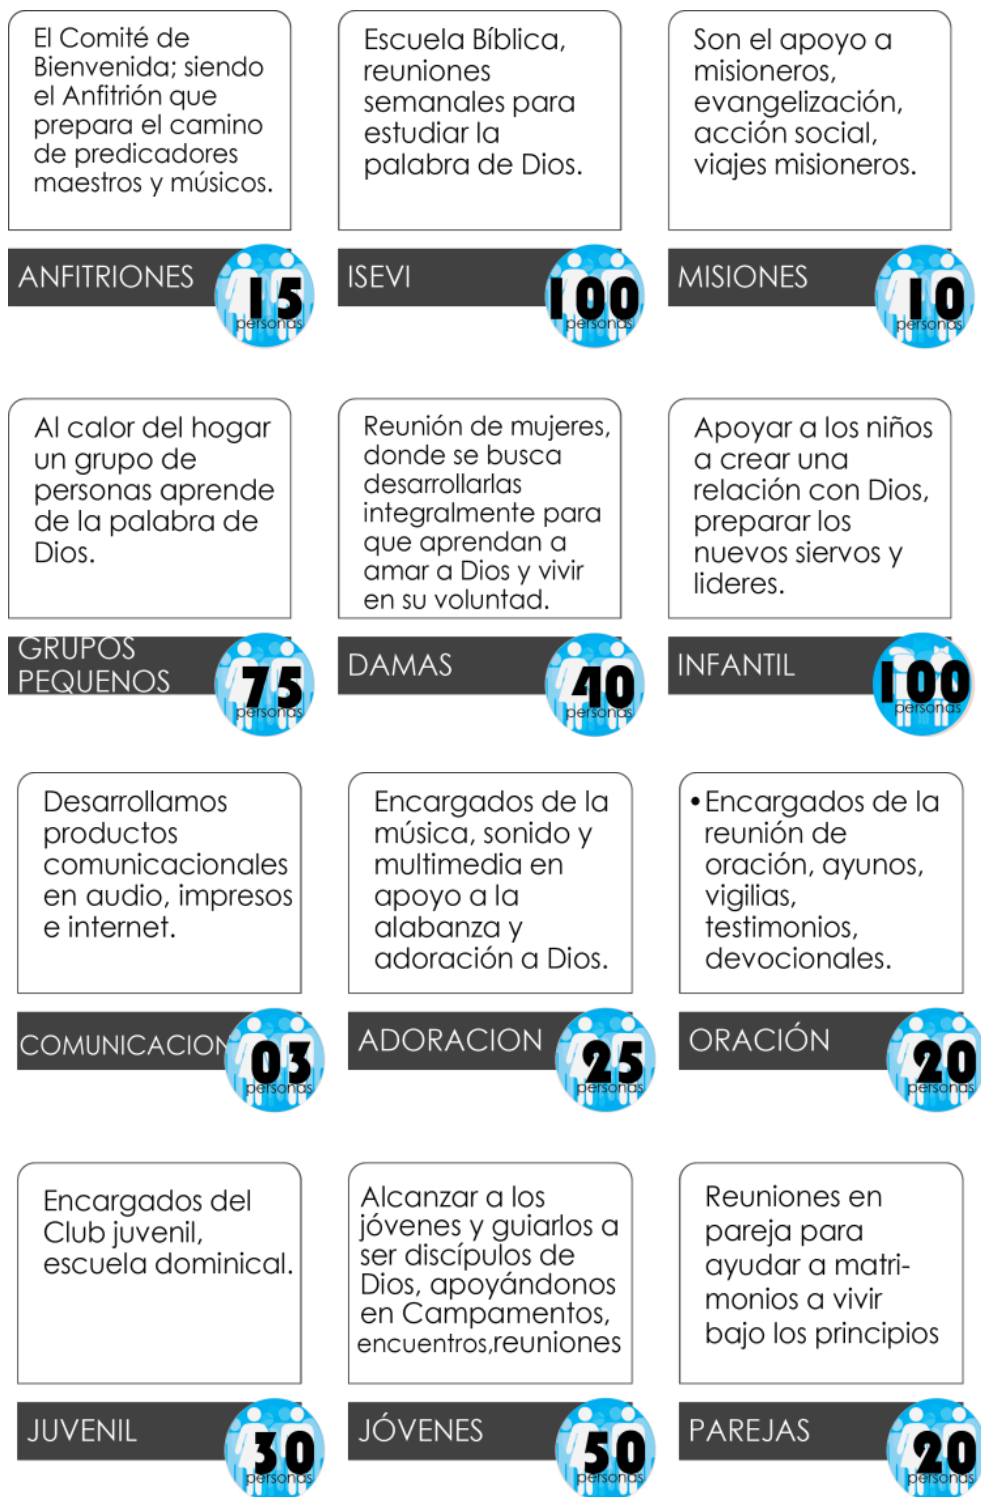 El Comité de
Bienvenida; siendo
el Anfitrión que
prepara el camino
de predicadores
maestros y músicos.
ANFITRIONES
15
personas
Escuela Bíblica,
reuniones
semanales para
estudiar la
palabra de Dios.
ISEVI
100
personas
Son el apoyo a
misioneros,
evangelización,
acción social,
viajes misioneros.
MISIONES
10
personas
Al calor del hogar
un grupo de
personas aprende
de la palabra de
Dios.
GRUPOS
PEQUENOS
75
personas
Reunión de mujeres,
donde se busca
desarrollarlas
integralmente para
que aprendan a
amar a Dios y vivir
en su voluntad.
DAMAS
40
personas
Apoyar a los niños
a crear una
relación con Dios,
preparar los
nuevos siervos y
lideres.
INFANTIL
100
personas
Desarrollamos
productos
comunicacionales
en audio, impresos
e internet.
COMUNICACION
03
personas
Encargados de la
música, sonido y
multimedia en
apoyo a la
alabanza y
adoración a Dios.
ADORACION
25
personas
•Encargados de la
reunión de
oración, ayunos,
vigilias,
testimonios,
devocionales.
ORACIÓN
20
personas
Encargados del
Club juvenil,
escuela dominical.
JUVENIL
30
personas
Alcanzar a los
jóvenes y guiarlos a
ser discípulos de
Dios, apoyándonos
en Campamentos,
encuentros,reuniones
JÓVENES
50
personas
Reuniones en
pareja para
ayudar a matri-
monios a vivir
bajo los principios
PAREJAS
20
personas